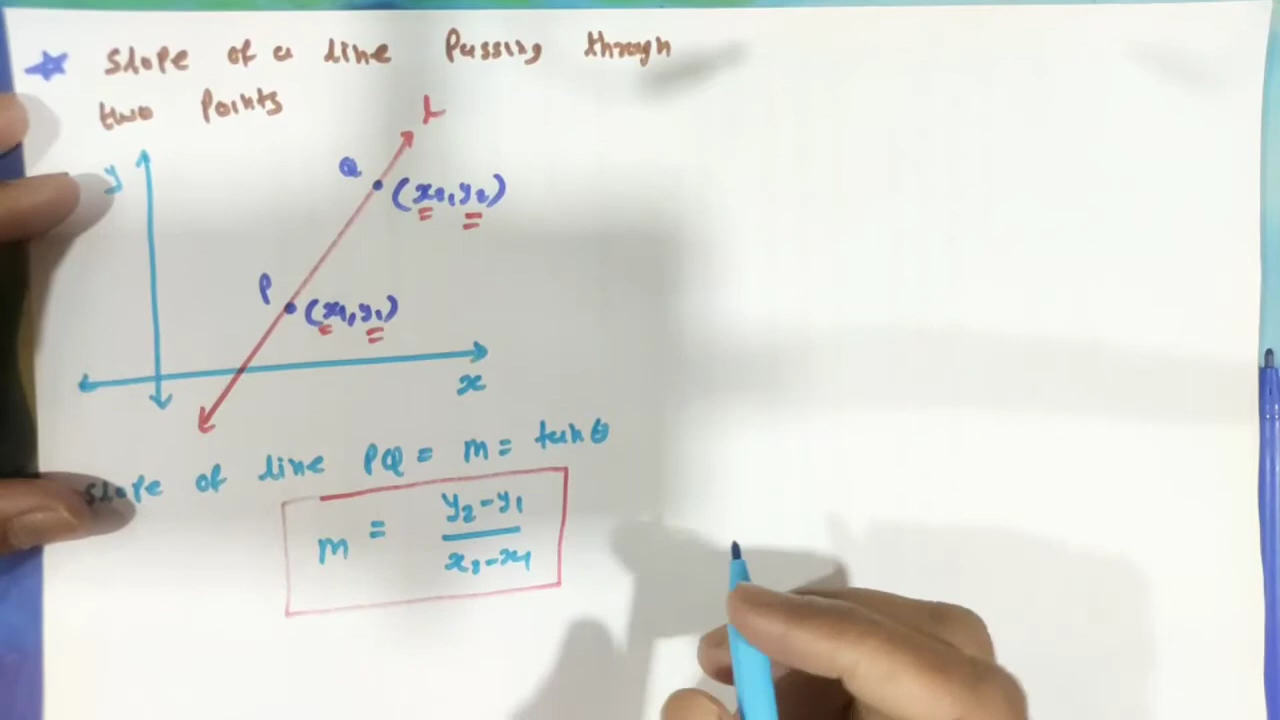 slope of a line Passing through
two Points
L
y
Q
(x2, y2)
P
(x1, y1)
x
slope of line PQ = m = tan θ
m = y2 - y1 / x2 - x1